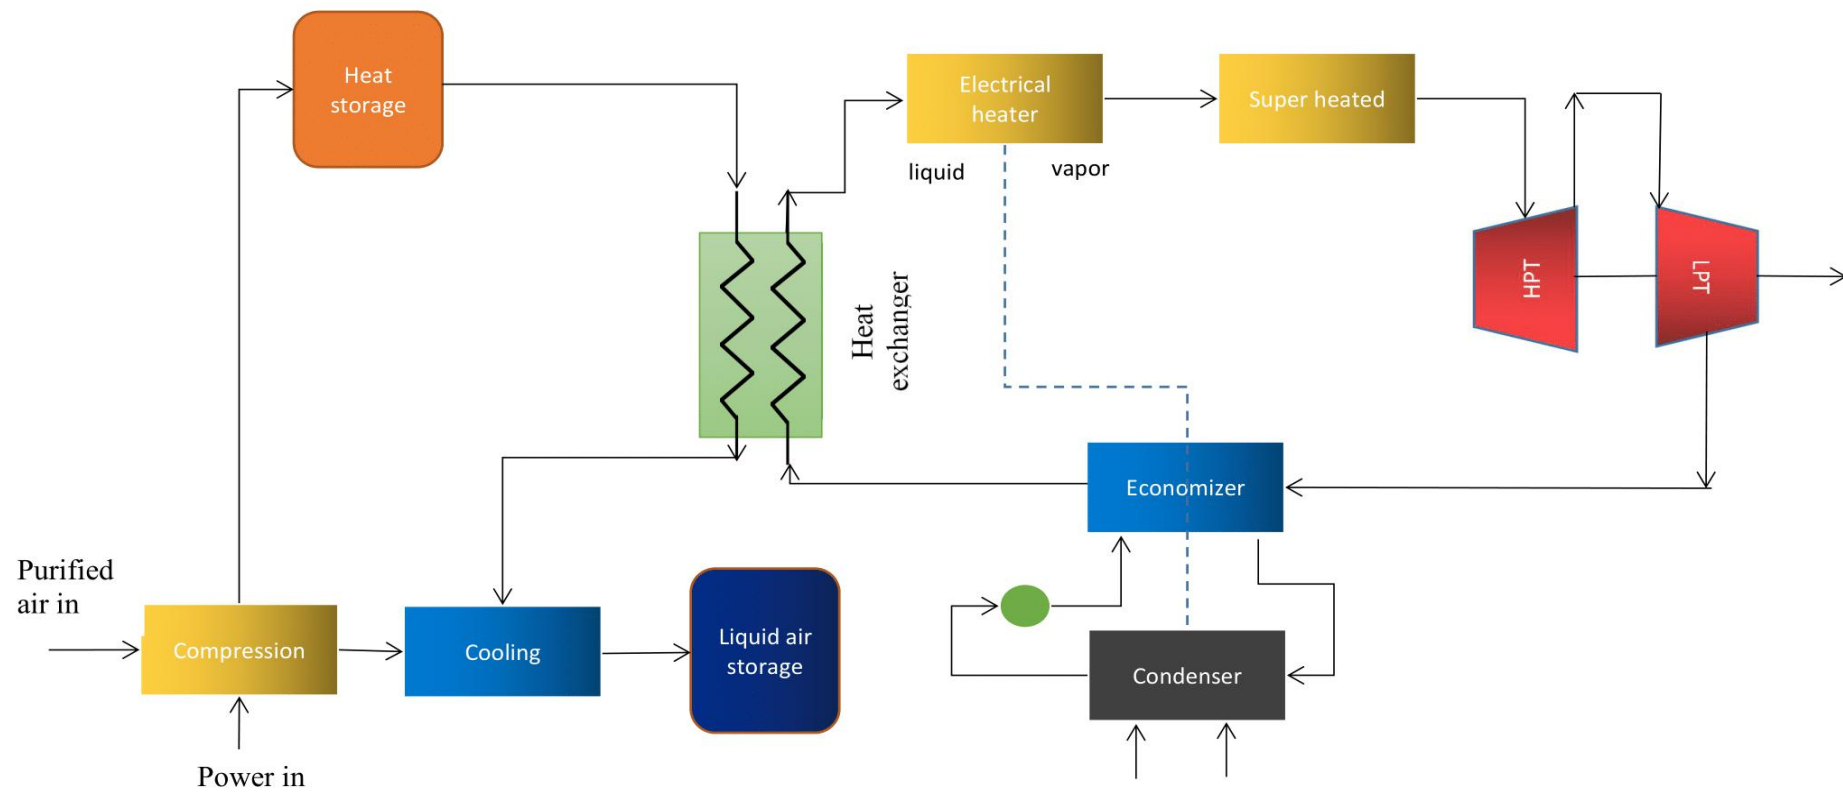 Heat
storage
Electrical
heater
Super heated
liquid
vapor
Heat
exchanger
HPT
LPT
Economizer
Purified
air in
Compression
Cooling
Liquid air
storage
Condenser
Power in